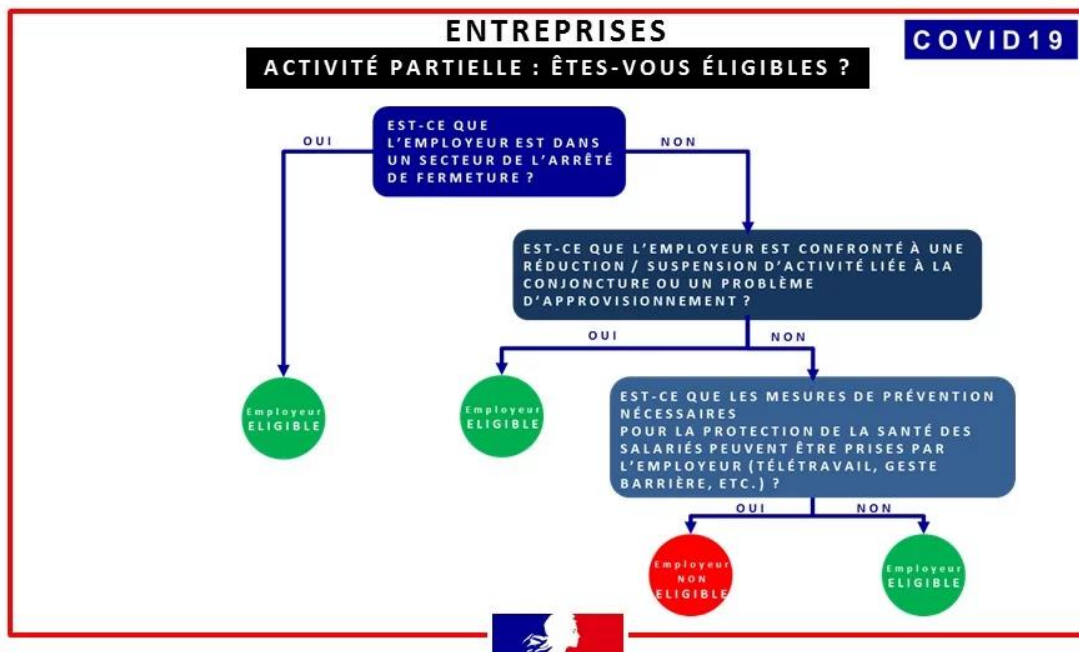 ENTREPRISES
COVID19
ACTIVITÉ PARTIELLE : ÊTES-VOUS ÉLIGIBLES ?
EST-CE QUE
L'EMPLOYEUR EST DANS
UN SECTEUR DE L'ARRÊTÉ
DE FERMETURE ?
OUI
NON
EST-CE QUE L'EMPLOYEUR EST CONFRONTÉ À UNE
RÉDUCTION / SUSPENSION D'ACTIVITÉ LIÉE À LA
CONJONCTURE OU UN PROBLÈME
D'APPROVISIONNEMENT ?
OUI
NON
Employeur
ELIGIBLE
Employeur
ELIGIBLE
EST-CE QUE LES MESURES DE PRÉVENTION
NÉCESSAIRES
POUR LA PROTECTION DE LA SANTÉ DES
SALARIÉS PEUVENT ÊTRE PRISES PAR
L'EMPLOYEUR (TÉLÉTRAVAIL, GESTE
BARRIÈRE, ETC.) ?
OUI
NON
Employeur
NON
ELIGIBLE
Employeur
ELIGIBLE